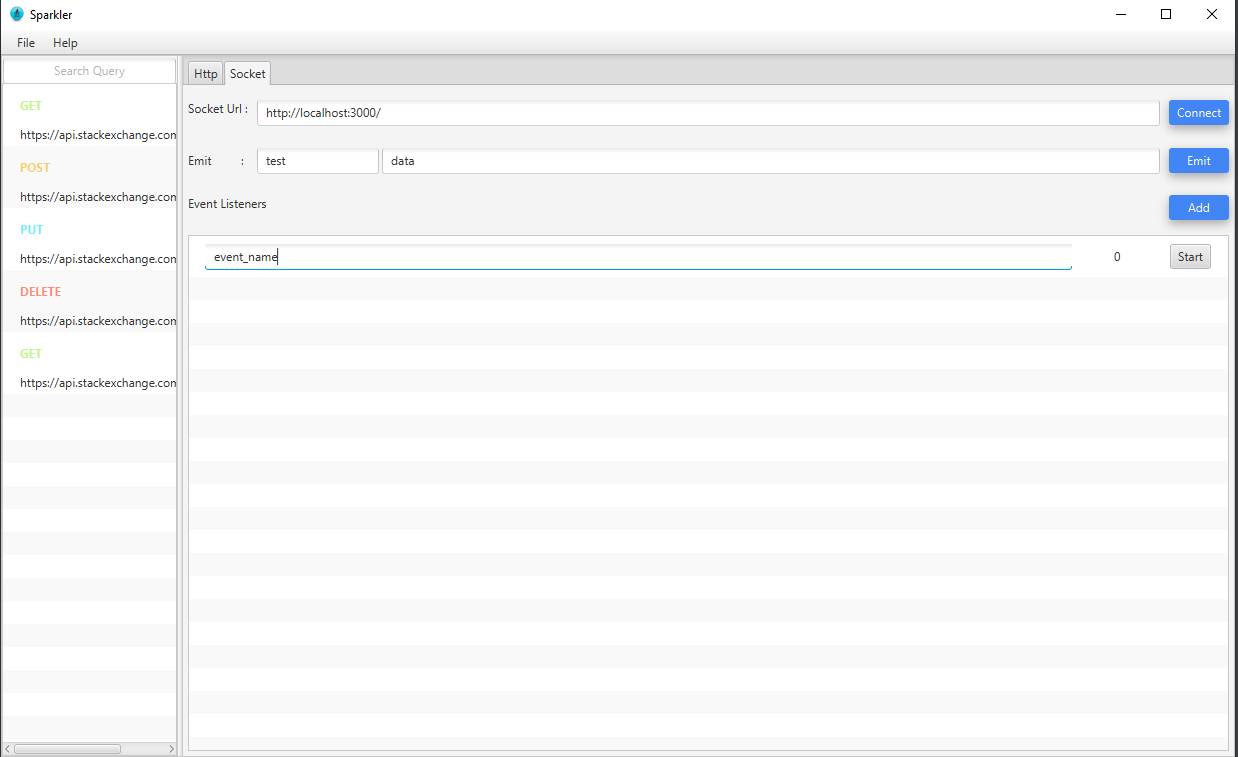 Sparkler
File Help
Search Query
GET
https://api.stackexchange.con
POST
https://api.stackexchange.con
PUT
https://api.stackexchange.con
DELETE
https://api.stackexchange.con
GET
https://api.stackexchange.con
Http Socket
Socket Url : http://localhost:3000/ Connect
Emit : test data Emit
Event Listeners Add
event_name 0 Start